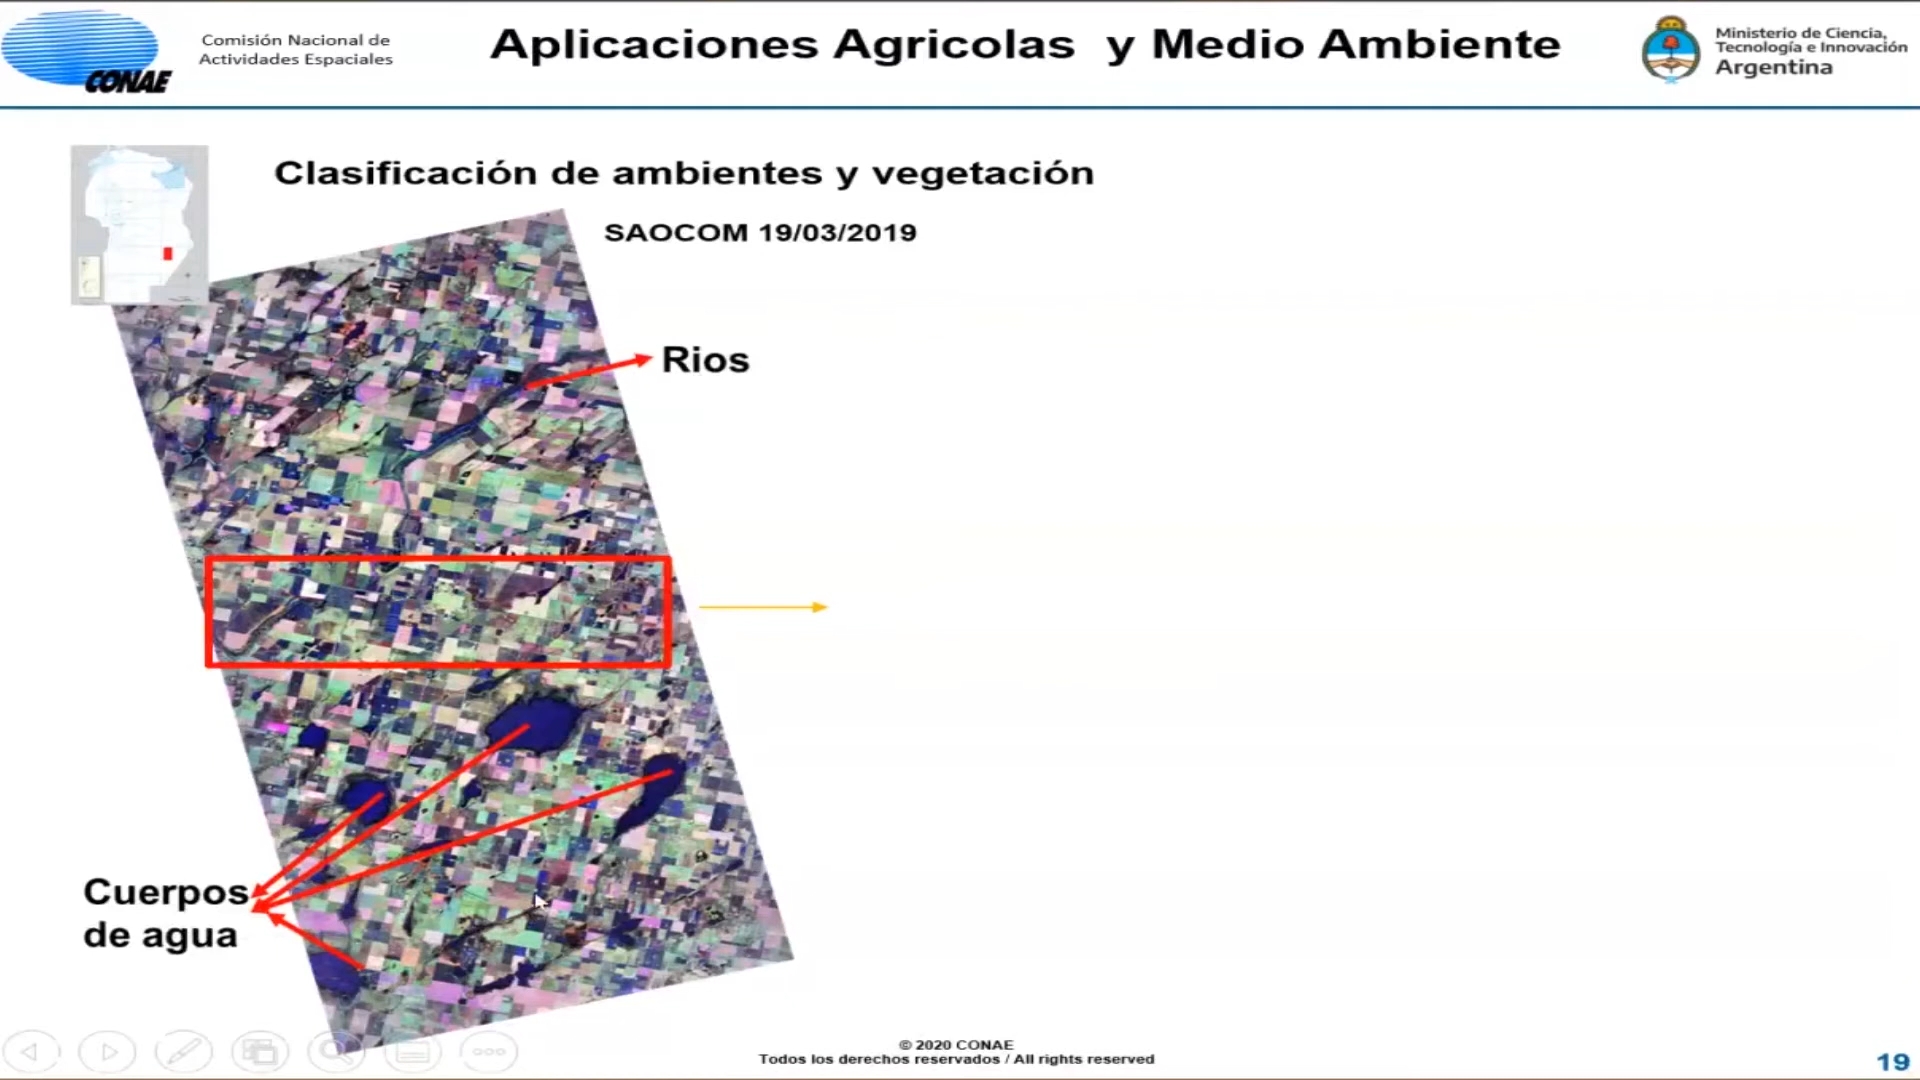 CONAE
Comisión Nacional de
Actividades Espaciales
Aplicaciones Agricolas y Medio Ambiente
Ministerio de Ciencia,
Tecnología e Innovación
Argentina
Clasificación de ambientes y vegetación
SAOCOM 19/03/2019
Rios
Cuerpos
de agua
© 2020 CONAE
Todos los derechos reservados / All rights reserved
19